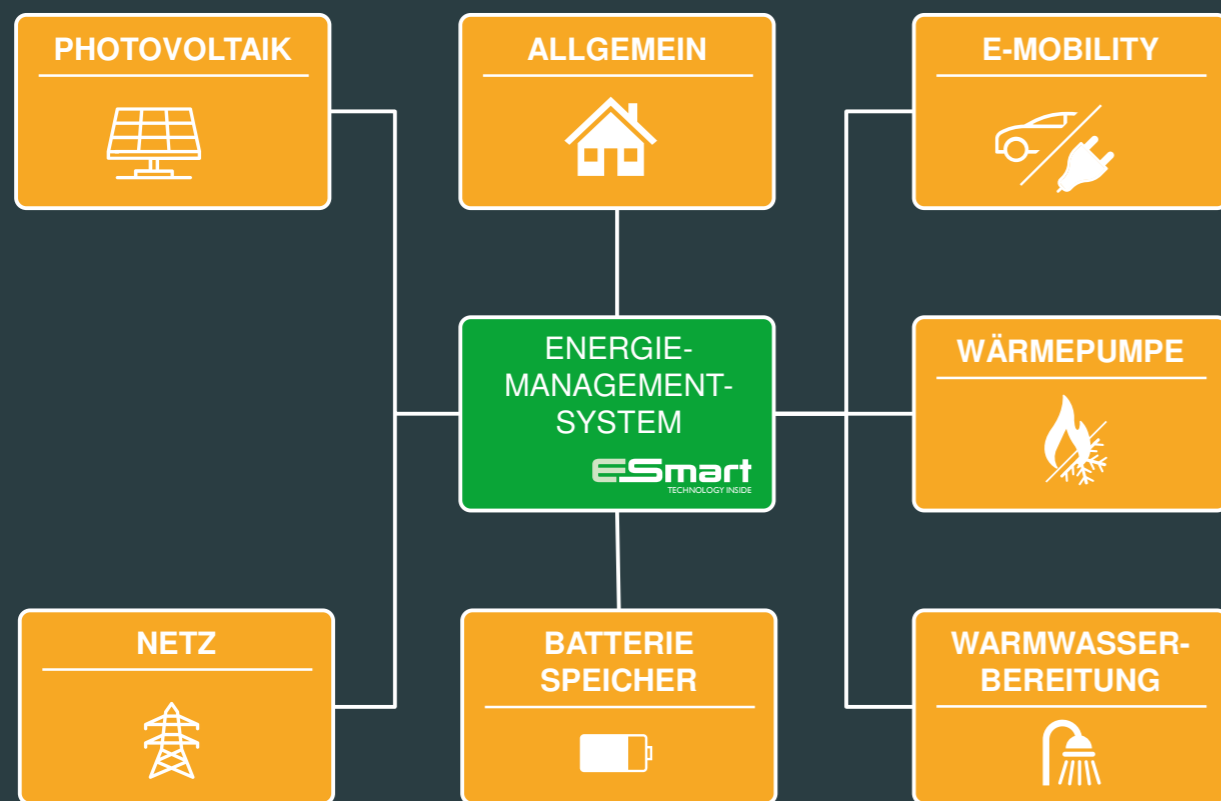 PHOTOVOLTAIK
ALLGEMEIN
E-MOBILITY
ENERGIE-
MANAGEMENT-
SYSTEM
ESmart
TECHNOLOGY INSIDE
WÄRMEPUMPE
NETZ
BATTERIE
SPEICHER
WARMWASSER-
BEREITUNG